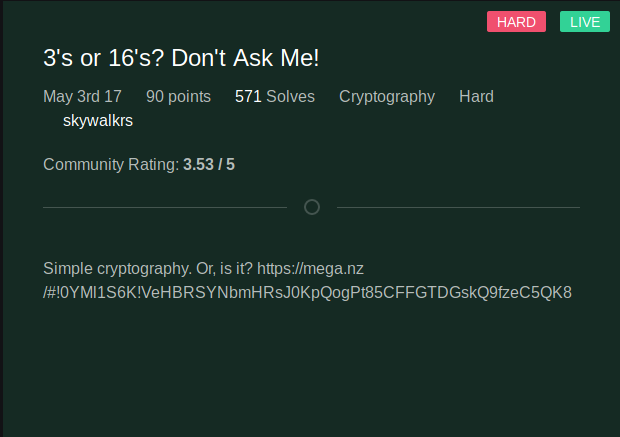 HARD LIVE
3's or 16's? Don't Ask Me!
May 3rd 17 90 points 571 Solves Cryptography Hard
skywalkrs
Community Rating: 3.53 / 5
Simple cryptography. Or, is it? https://mega.nz
/#!0YMl1S6K!VeHBRSYNbmHRsJ0KpQogPt85CFFGTDGskQ9fzeC5QK8